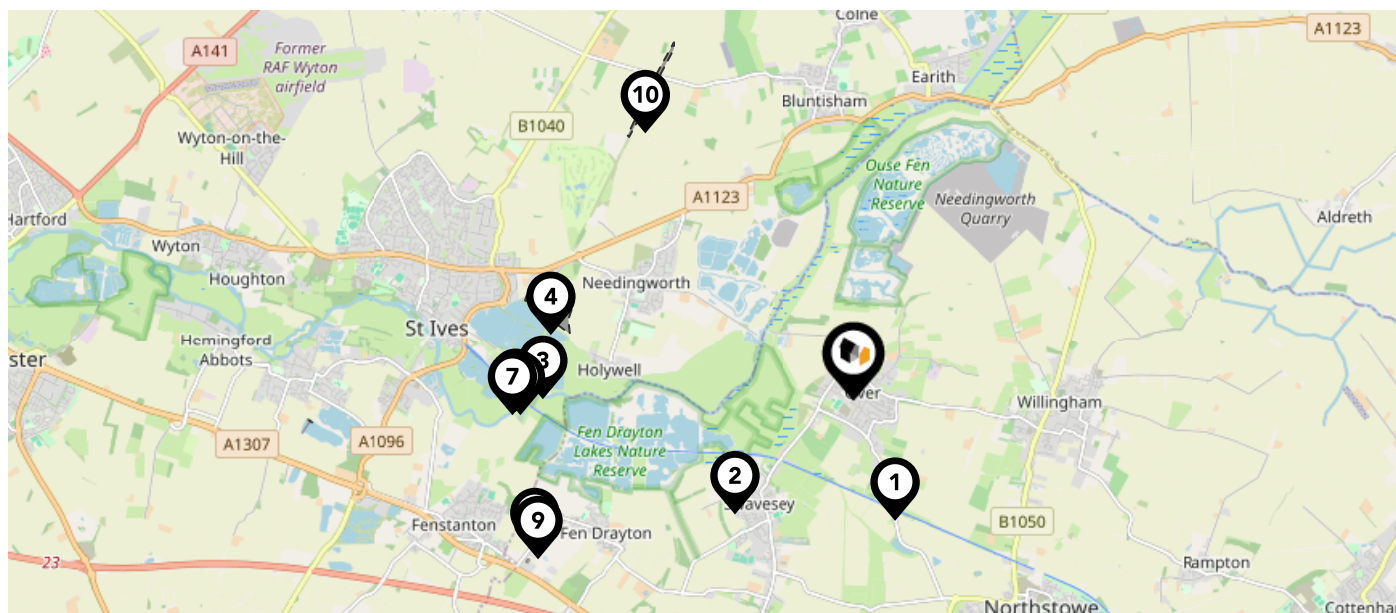 Colne
A1123
A141
Former
RAF Wyton
airfield
Earith
10
Bluntisham
B1040
Wyton-on-the-
Hill
Ouse Fen
Nature
Reserve
A1123
Needingworth
Quarry
Hartford
Aldreth
Wyton
Houghton
Needingworth
4
St Ives
Hemingford
Abbots
3
7
Holywell
Willingham
A1307
A1096
Fen Drayton
Lakes Nature
Reserve
2
1
9
Fenstanton
Fen Drayton
B1050
23
Rampton
Northstowe